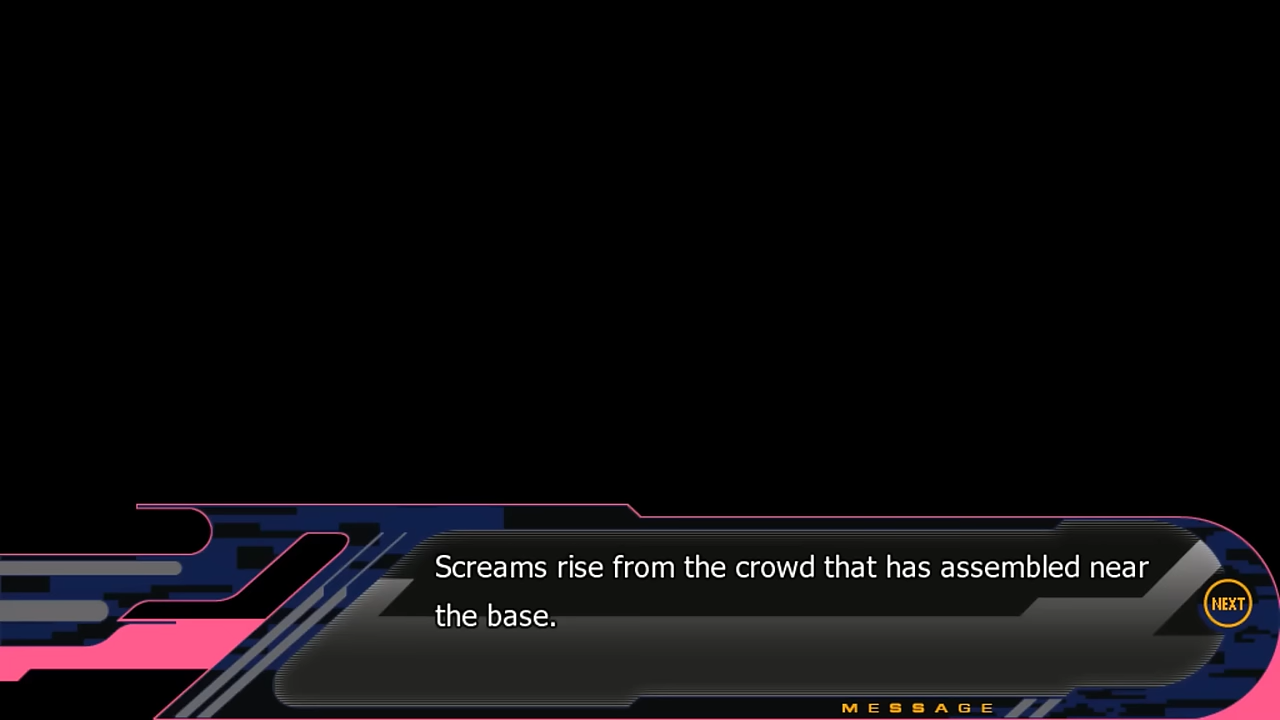 Screams rise from the crowd that has assembled near
the base.
NEXT
MESSAGE